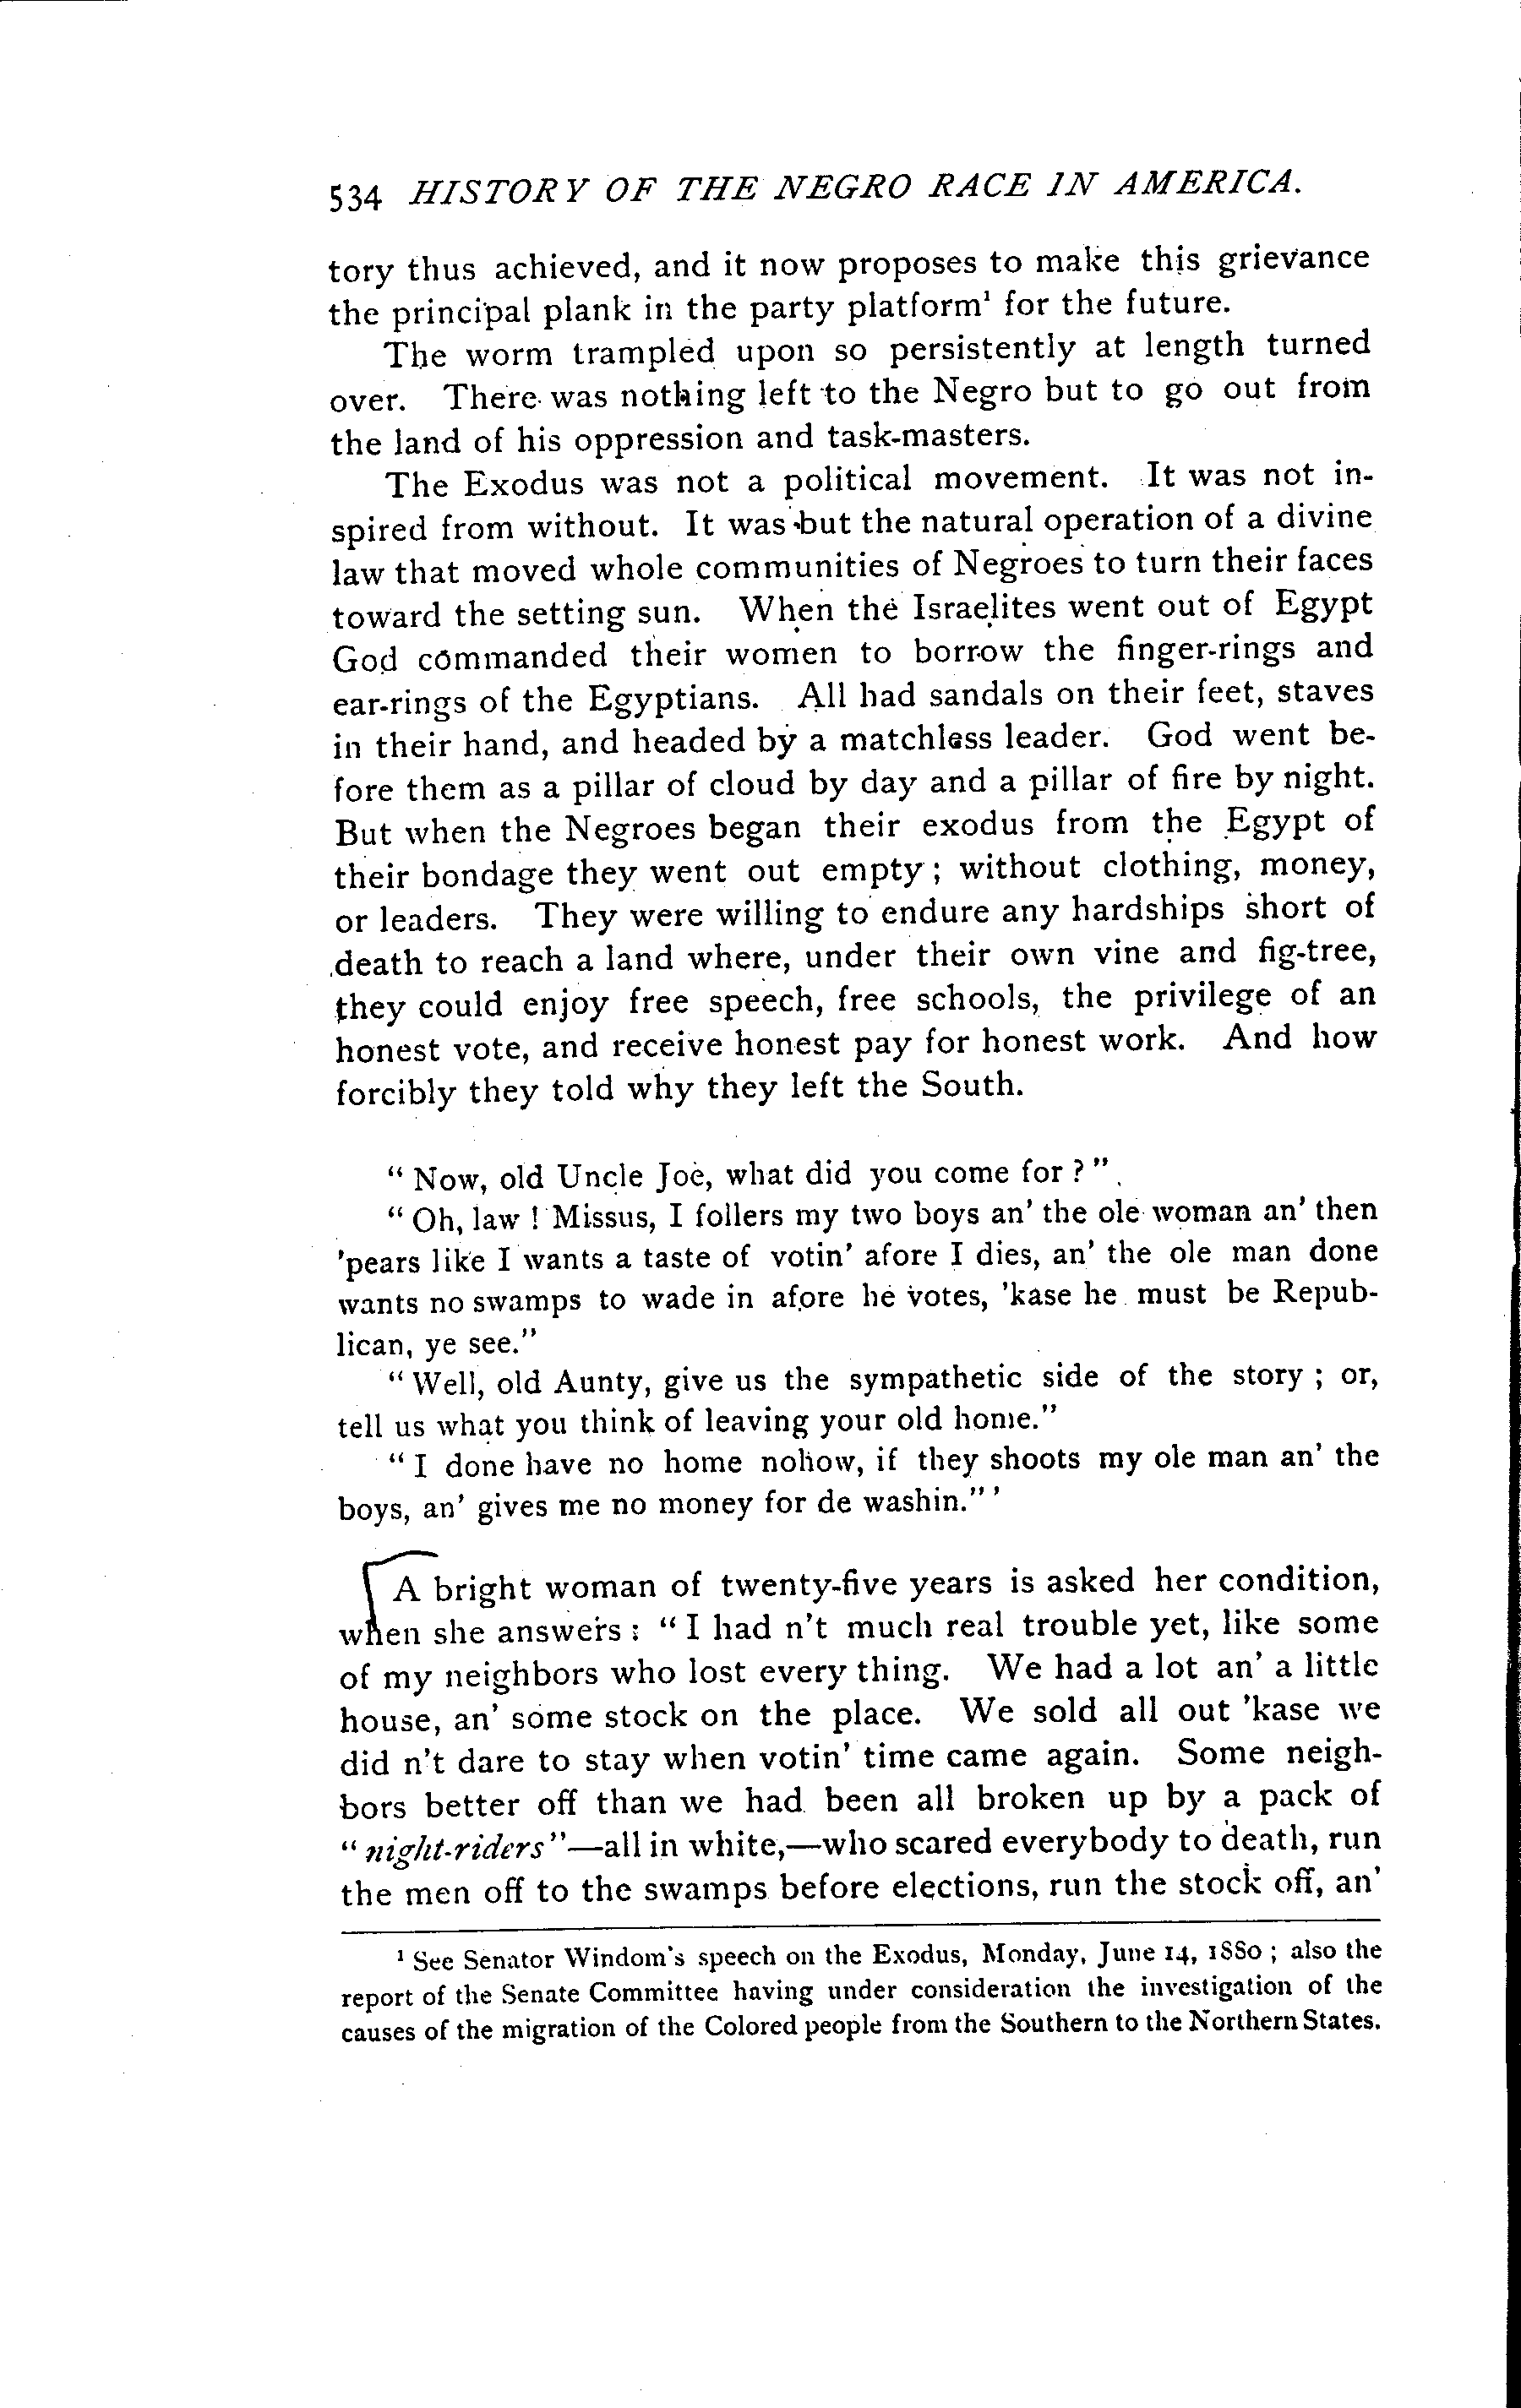 534 HISTORY OF THE NEGRO RACE IN AMERICA.
tory thus achieved, and it now proposes to make this grievance
the principal plank in the party platform¹ for the future.
The worm trampled upon so persistently at length turned
over. There was nothing left to the Negro but to go out from
the land of his oppression and task-masters.
The Exodus was not a political movement. It was not in-
spired from without. It was but the natural operation of a divine
law that moved whole communities of Negroes to turn their faces
toward the setting sun. When the Israelites went out of Egypt
God commanded their women to borrow the finger-rings and
ear-rings of the Egyptians. All had sandals on their feet, staves
in their hand, and headed by a matchless leader. God went be-
fore them as a pillar of cloud by day and a pillar of fire by night.
But when the Negroes began their exodus from the Egypt of
their bondage they went out empty; without clothing, money,
or leaders. They were willing to endure any hardships short of
death to reach a land where, under their own vine and fig-tree,
they could enjoy free speech, free schools, the privilege of an
honest vote, and receive honest pay for honest work. And how
forcibly they told why they left the South.
"Now, old Uncle Joe, what did you come for?"
"Oh, law! Missus, I follers my two boys an' the ole woman an' then
'pears like I wants a taste of votin' afore I dies, an' the ole man done
wants no swamps to wade in afore he votes, 'kase he must be Repub-
lican, ye see."
"Well, old Aunty, give us the sympathetic side of the story; or,
tell us what you think of leaving your old home."
"I done have no home nohow, if they shoots my ole man an' the
boys, an' gives me no money for de washin."'
A bright woman of twenty-five years is asked her condition,
when she answers: "I had n't much real trouble yet, like some
of my neighbors who lost every thing. We had a lot an' a little
house, an' some stock on the place. We sold all out 'kase we
did n't dare to stay when votin' time came again. Some neigh-
bors better off than we had been all broken up by a pack of
"night-riders"—all in white,—who scared everybody to death, run
the men off to the swamps before elections, run the stock off, an'
¹ See Senator Windom's speech on the Exodus, Monday, June 14, 1880; also the
report of the Senate Committee having under consideration the investigation of the
causes of the migration of the Colored people from the Southern to the Northern States.